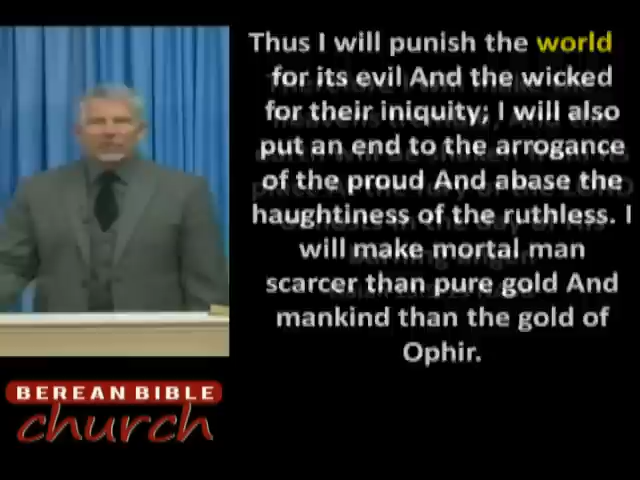 Thus I will punish the world
for its evil And the wicked
for their iniquity; I will also
put an end to the arrogance
of the proud And abase the
haughtiness of the ruthless. I
will make mortal man
scarcer than pure gold And
mankind than the gold of
Ophir.
BEREAN BIBLE
church